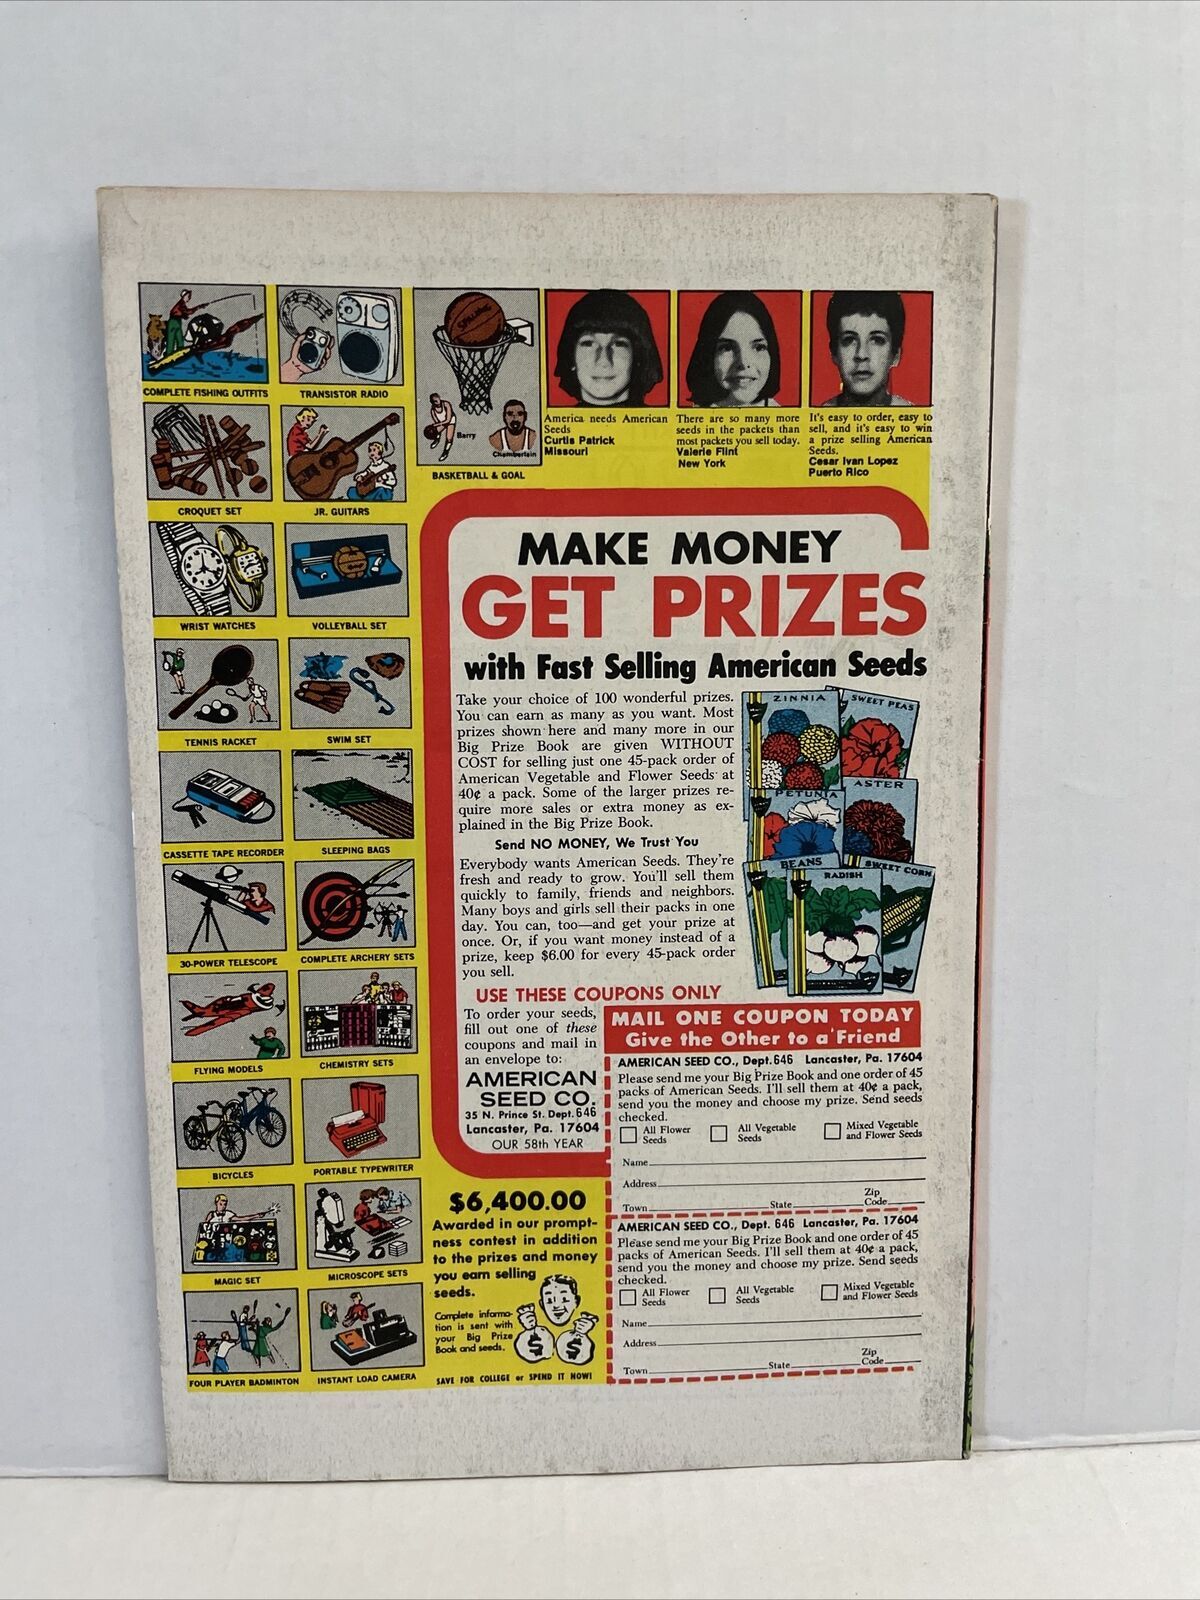 COMPLETE FISHING OUTFITS
TRANSISTOR RADIO
CROQUET SET
JR. GUITARS
WRIST WATCHES
VOLLEYBALL SET
TENNIS RACKET
SWIM SET
CASSETTE TAPE RECORDER
SLEEPING BAGS
30-POWER TELESCOPE
COMPLETE ARCHERY SETS
FLYING MODELS
CHEMISTRY SETS
BICYCLES
PORTABLE TYPEWRITER
MAGIC SET
MICROSCOPE SETS
FOUR PLAYER BADMINTON
INSTANT LOAD CAMERA
SPALDING
Barry
Chamberlain
BASKETBALL & GOAL
America needs American
Seeds
Curtis Patrick
Missouri
There are so many more
seeds in the packets than
most packets you sell today.
Valerie Flint
New York
It's easy to order, easy to
sell, and it's easy to win
a prize selling American
Seeds.
Cesar Ivan Lopez
Puerto Rico
MAKE MONEY
GET PRIZES
with Fast Selling American Seeds
Take your choice of 100 wonderful prizes.
You can earn as many as you want. Most
prizes shown here and many more in our
Big Prize Book are given WITHOUT
COST for selling just one 45-pack order of
American Vegetable and Flower Seeds at
40¢ a pack. Some of the larger prizes re-
quire more sales or extra money as ex-
plained in the Big Prize Book.
Send NO MONEY, We Trust You
Everybody wants American Seeds. They're
fresh and ready to grow. You'll sell them
quickly to family, friends and neighbors.
Many boys and girls sell their packs in one
day. You can, too—and get your prize at
once. Or, if you want money instead of a
prize, keep $6.00 for every 45-pack order
you sell.
ZINNIA
SWEET PEAS
PETUNIA
ASTER
BEANS
RADISH
SWEET CORN
USE THESE COUPONS ONLY
To order your seeds,
fill out one of these
coupons and mail in
an envelope to:
AMERICAN
SEED CO.
35 N. Prince St. Dept. 646
Lancaster, Pa. 17604
OUR 58th YEAR
MAIL ONE COUPON TODAY
Give the Other to a Friend
AMERICAN SEED CO., Dept. 646 Lancaster, Pa. 17604
Please send me your Big Prize Book and one order of 45
packs of American Seeds. I'll sell them at 40¢ a pack,
send you the money and choose my prize. Send seeds
checked.
All Flower Seeds
All Vegetable Seeds
Mixed Vegetable and Flower Seeds
Name
Address
Town State Zip Code
AMERICAN SEED CO., Dept. 646 Lancaster, Pa. 17604
Please send me your Big Prize Book and one order of 45
packs of American Seeds. I'll sell them at 40¢ a pack,
send you the money and choose my prize. Send seeds
checked.
All Flower Seeds
All Vegetable Seeds
Mixed Vegetable and Flower Seeds
Name
Address
Town State Zip Code
$6,400.00
Awarded in our prompt-
ness contest in addition
to the prizes and money
you earn selling
seeds.
Complete informa-
tion is sent with
your Big Prize
Book and seeds.
$ $
SAVE FOR COLLEGE or SPEND IT NOW!